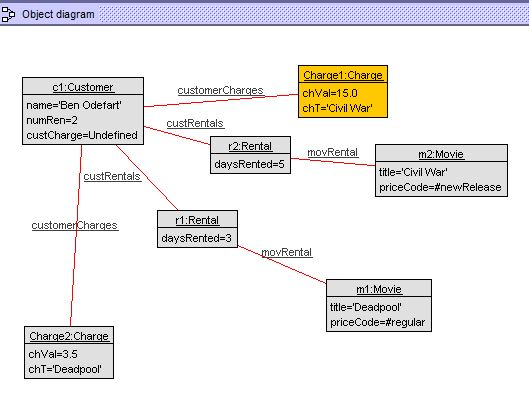 Object diagram
c1:Customer
name='Ben Odefart'
numRen=2
custCharge=Undefined
customerCharges
Charge1:Charge
chVal=15.0
chT='Civil War'
custRentals
r2:Rental
daysRented=5
movRental
m2:Movie
title='Civil War'
priceCode=#newRelease
custRentals
r1:Rental
daysRented=3
customerCharges
movRental
m1:Movie
title='Deadpool'
priceCode=#regular
Charge2:Charge
chVal=3.5
chT='Deadpool'